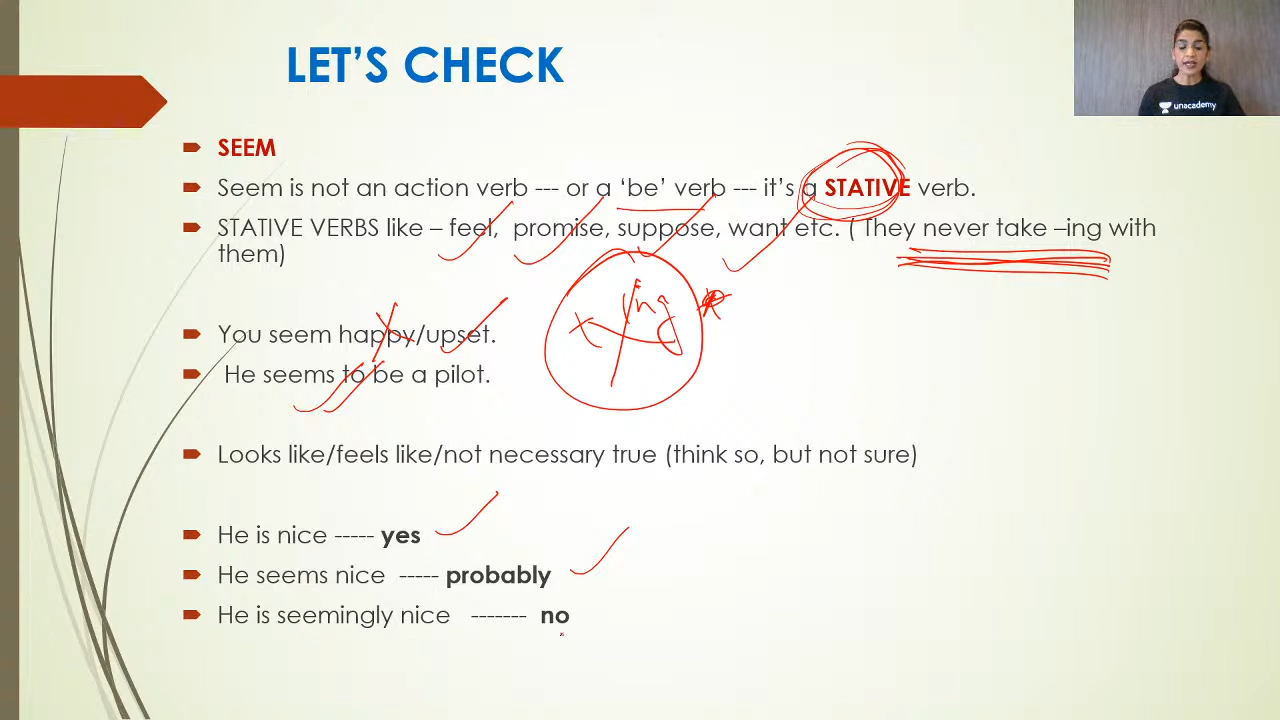 LET'S CHECK
unacademy
SEEM
Seem is not an action verb --- or a ‘be’ verb --- it's a STATIVE verb.
STATIVE VERBS like – feel, promise, suppose, want etc. ( They never take –ing with
them)
ing
You seem happy/upset.
He seems to be a pilot.
Looks like/feels like/not necessary true (think so, but not sure)
He is nice ----- yes
He seems nice ----- probably
He is seemingly nice ------- no